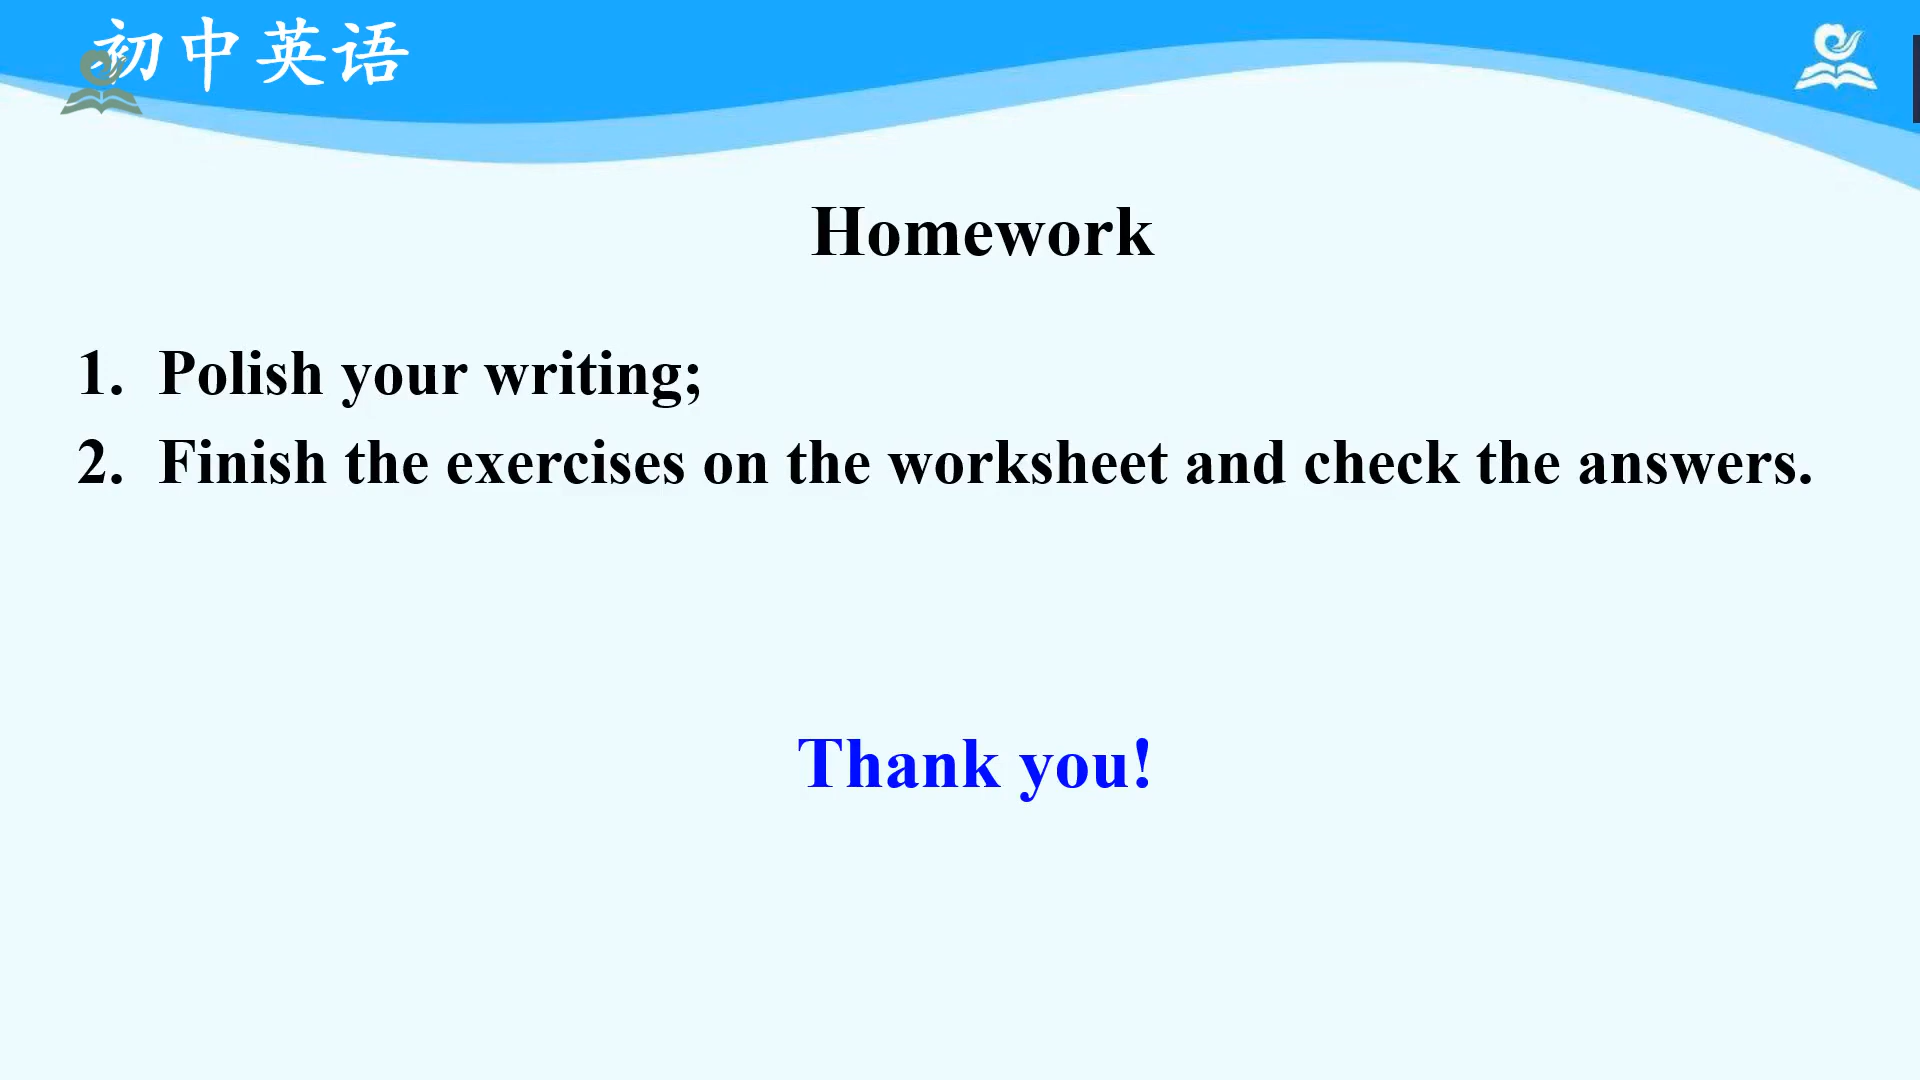 初中英语
Homework
1. Polish your writing;
2. Finish the exercises on the worksheet and check the answers.
Thank you!